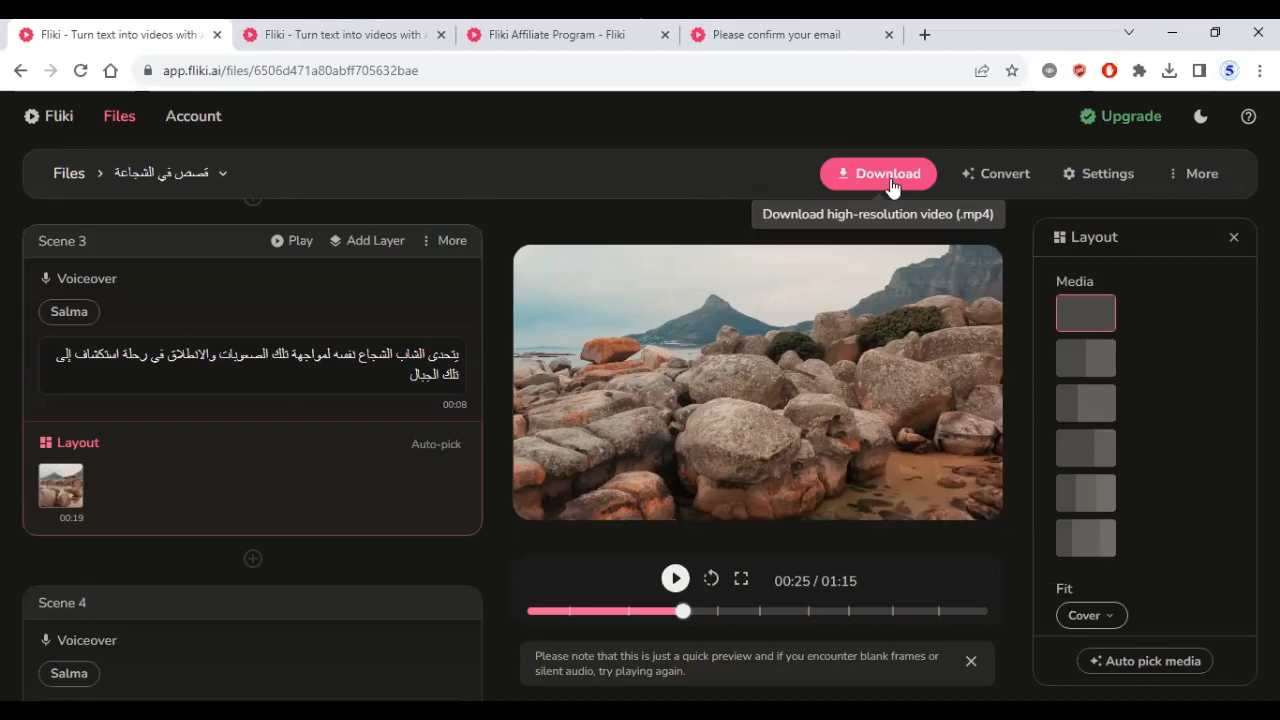 Fliki - Turn text into videos with
Fliki - Turn text into videos with
Fliki Affiliate Program - Fliki
Please confirm your email
app.fliki.ai/files/6506d471a80abff705632bae
5
Fliki
Files
Account
Upgrade
Files
قصص في الشجاعة
Download
Convert
Settings
More
Download high-resolution video (.mp4)
Scene 3
Play
Add Layer
More
Voiceover
Salma
يتحدى الشاب الشجاع نفسه لمواجهة تلك الصعوبات والانطلاق في رحلة استكشاف إلى
تلك الجبال
00:08
Layout
Auto-pick
00:19
Scene 4
Voiceover
Salma
00:25 / 01:15
Please note that this is just a quick preview and if you encounter blank frames or
silent audio, try playing again.
Layout
Media
Fit
Cover
Auto pick media